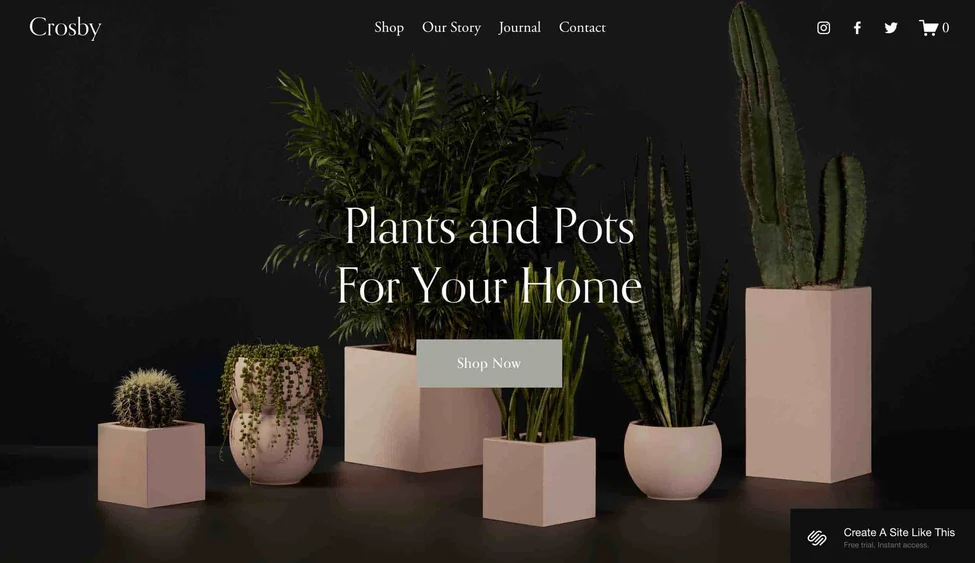 Crosby
Shop Our Story Journal Contact
0
Plants and Pots
For Your Home
Shop Now
Create A Site Like This
Free trial. Instant access.